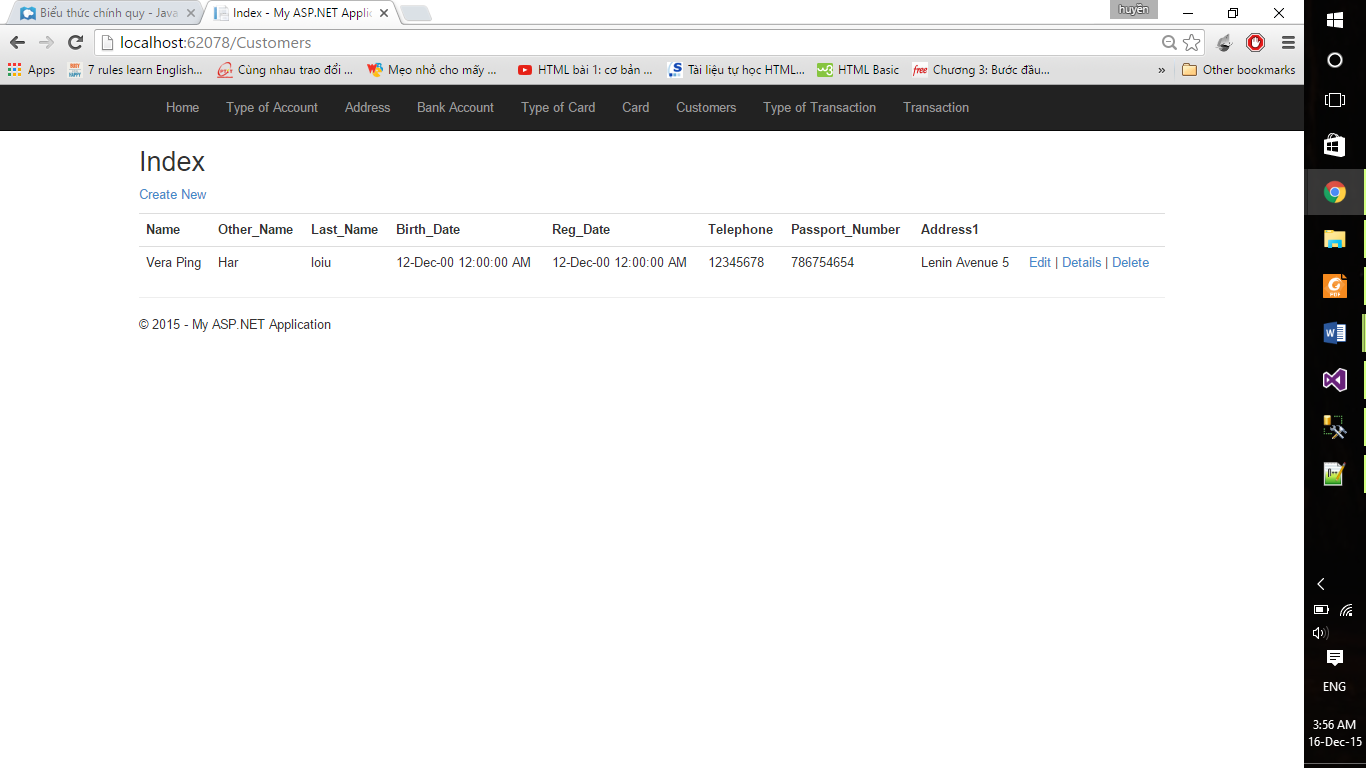 Biểu thức chính quy - Java
Index - My ASP.NET Applic
huyền
localhost:62078/Customers
Apps 7 rules learn English... Cùng nhau trao đổi ... Mẹo nhỏ cho mấy ... HTML bài 1: cơ bản ... Tài liệu tự học HTML... HTML Basic Chương 3: Bước đầu... » Other bookmarks
Home Type of Account Address Bank Account Type of Card Card Customers Type of Transaction Transaction
Index
Create New
Name Other_Name Last_Name Birth_Date Reg_Date Telephone Passport_Number Address1
Vera Ping Har loiu 12-Dec-00 12:00:00 AM 12-Dec-00 12:00:00 AM 12345678 786754654 Lenin Avenue 5 Edit | Details | Delete
© 2015 - My ASP.NET Application
ENG
3:56 AM
16-Dec-15